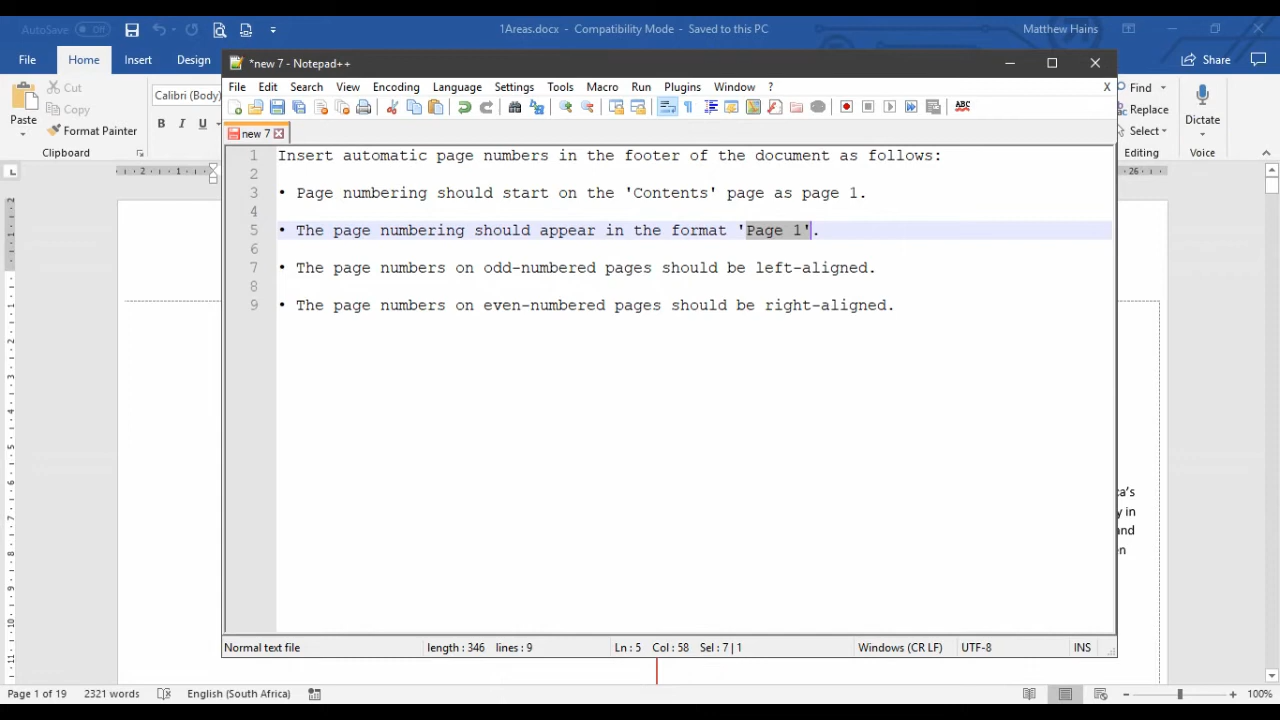 AutoSave Off
1Areas.docx - Compatibility Mode - Saved to this PC
Matthew Hains
File Home Insert Design
Share
Cut
Copy
Paste
Format Painter
Clipboard
Calibri (Body)
B I U
Find
Replace
Select
Editing
Dictate
Voice
*new 7 - Notepad++
File Edit Search View Encoding Language Settings Tools Macro Run Plugins Window ? X
ABC
new 7
1 Insert automatic page numbers in the footer of the document as follows:
2
3 • Page numbering should start on the 'Contents' page as page 1.
4
5 • The page numbering should appear in the format 'Page 1'.
6
7 • The page numbers on odd-numbered pages should be left-aligned.
8
9 • The page numbers on even-numbered pages should be right-aligned.
ca's
y in
and
en
Normal text file length : 346 lines : 9 Ln : 5 Col : 58 Sel : 7 | 1 Windows (CR LF) UTF-8 INS
Page 1 of 19 2321 words English (South Africa) 100%